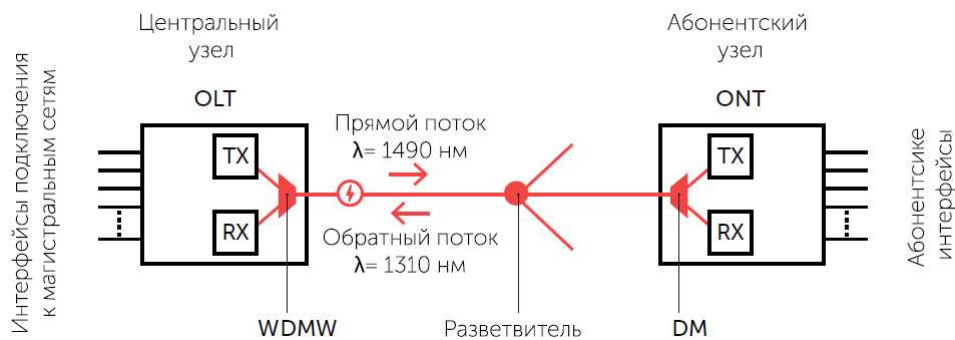 Центральный
узел
Абонентский
узел
Интерфейсы подключения
к магистральным сетям
OLT
ONT
Прямой поток
λ= 1490 нм
TX
TX
RX
RX
Обратный поток
λ= 1310 нм
Абонентсике
интерфейсы
WDMW
Разветвитель
DM